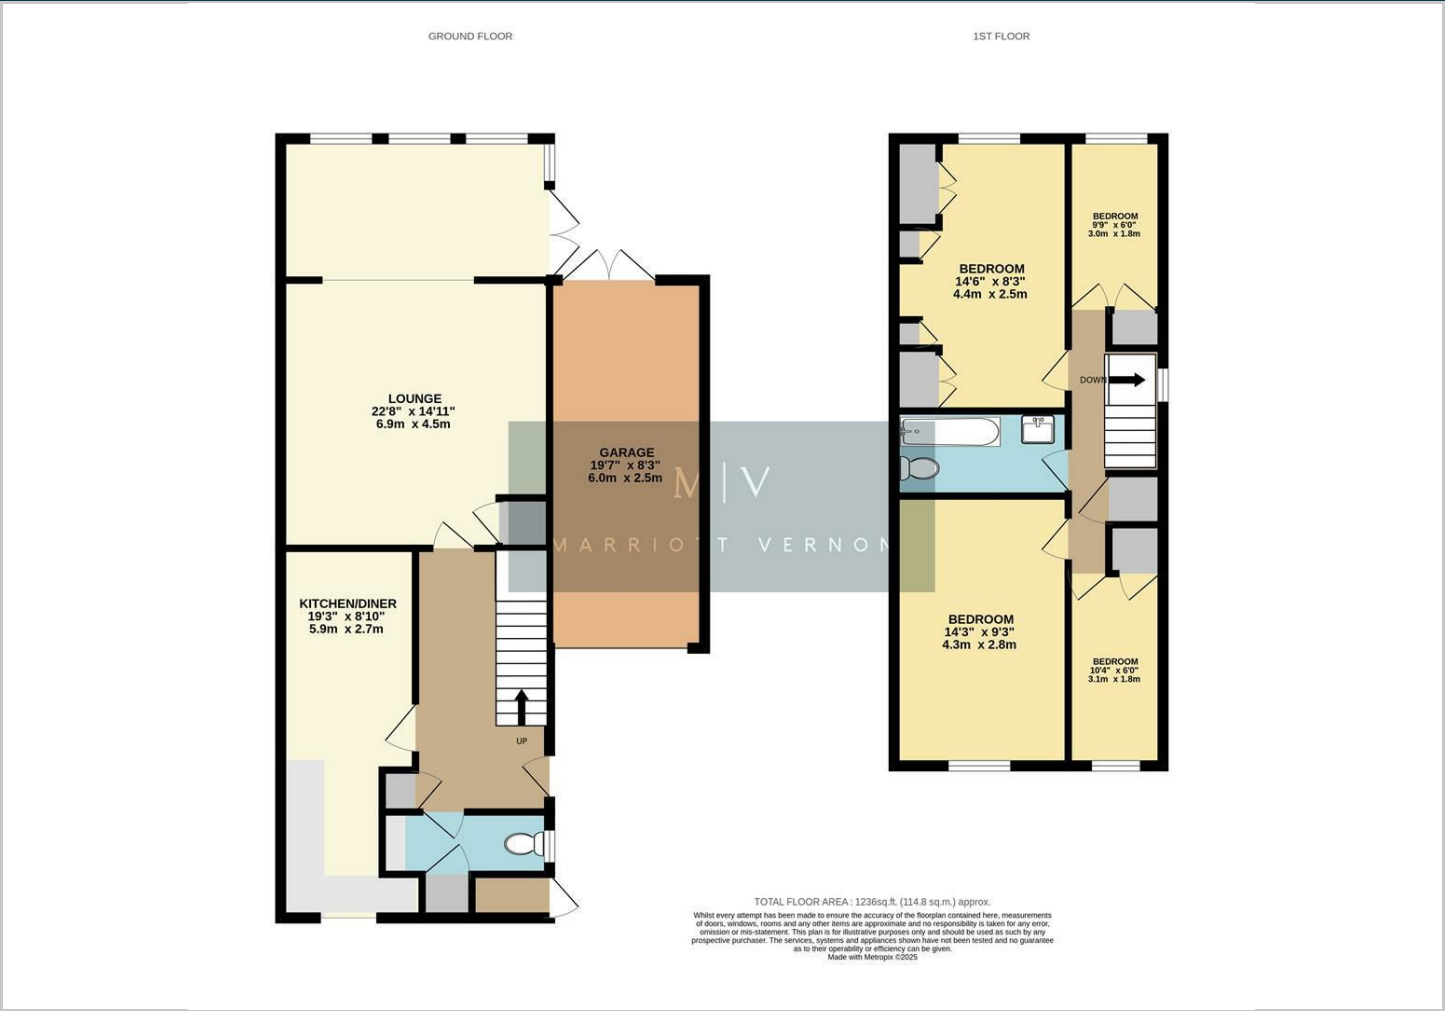 GROUND FLOOR
1ST FLOOR
LOUNGE
22'8" x 14'11"
6.9m x 4.5m
GARAGE
19'7" x 8'3"
6.0m x 2.5m
KITCHEN/DINER
19'3" x 8'10"
5.9m x 2.7m
UP
BEDROOM
14'6" x 8'3"
4.4m x 2.5m
BEDROOM
9'9" x 6'0"
3.0m x 1.8m
DOWN
BEDROOM
14'3" x 9'3"
4.3m x 2.8m
BEDROOM
10'4" x 6'0"
3.1m x 1.8m
M|V
MARRIOTT VERNON
TOTAL FLOOR AREA : 1236sq.ft. (114.8 sq.m.) approx.
Whilst every attempt has been made to ensure the accuracy of the floorplan contained here, measurements
of doors, windows, rooms and any other items are approximate and no responsibility is taken for any error,
omission or mis-statement. This plan is for illustrative purposes only and should be used as such by any
prospective purchaser. The services, systems and appliances shown have not been tested and no guarantee
as to their operability or efficiency can be given.
Made with Metropix ©2025